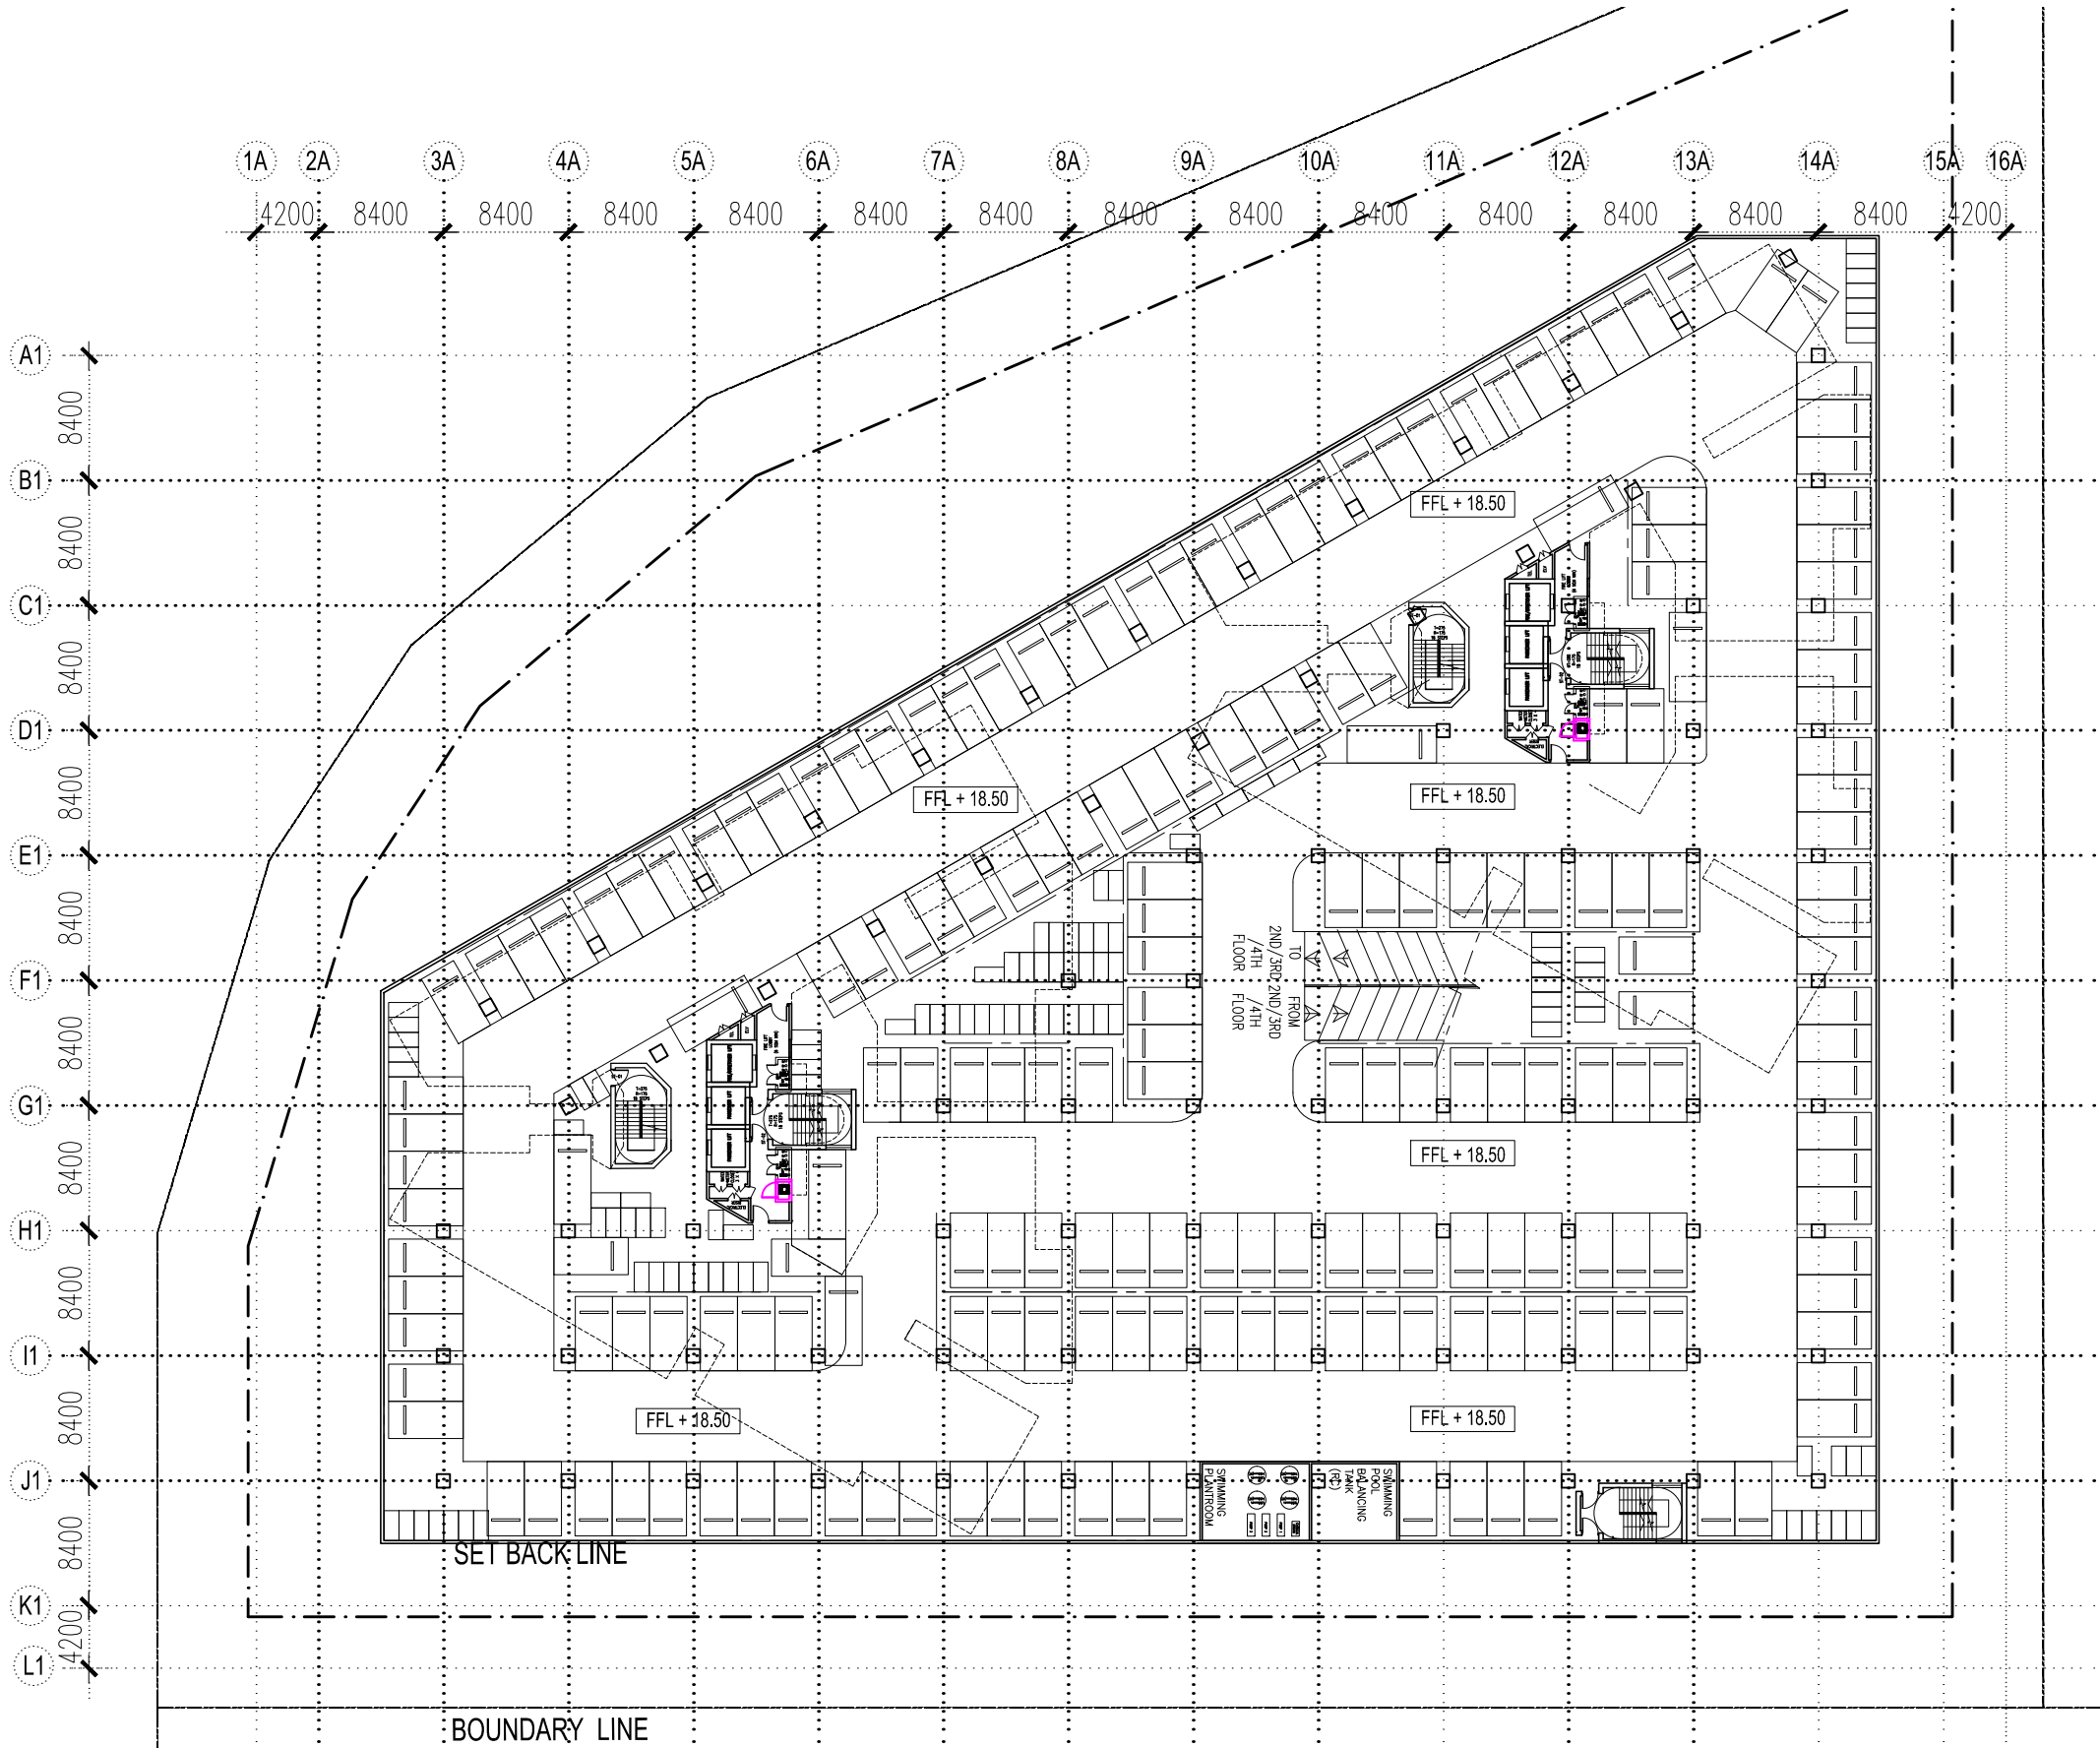 1A 2A 3A 4A 5A 6A 7A 8A 9A 10A 11A 12A 13A 14A 15A 16A
4200 8400 8400 8400 8400 8400 8400 8400 8400 8400 8400 8400 8400 8400 4200
A1
8400
B1
8400
C1
8400
D1
8400
E1
8400
F1
8400
G1
8400
H1
8400
I1
8400
J1
8400
K1
4200
L1
FFL + 18.50
FFL + 18.50
FFL + 18.50
TO
2ND/3RD
/4TH
FLOOR
FROM
2ND/3RD
/4TH
FLOOR
FFL + 18.50
FFL + 18.50
FFL + 18.50
SWIMMING
PLANTROOM
SWIMMING
POOL
BALANCING
TANK
(RC)
SET BACK LINE
BOUNDARY LINE